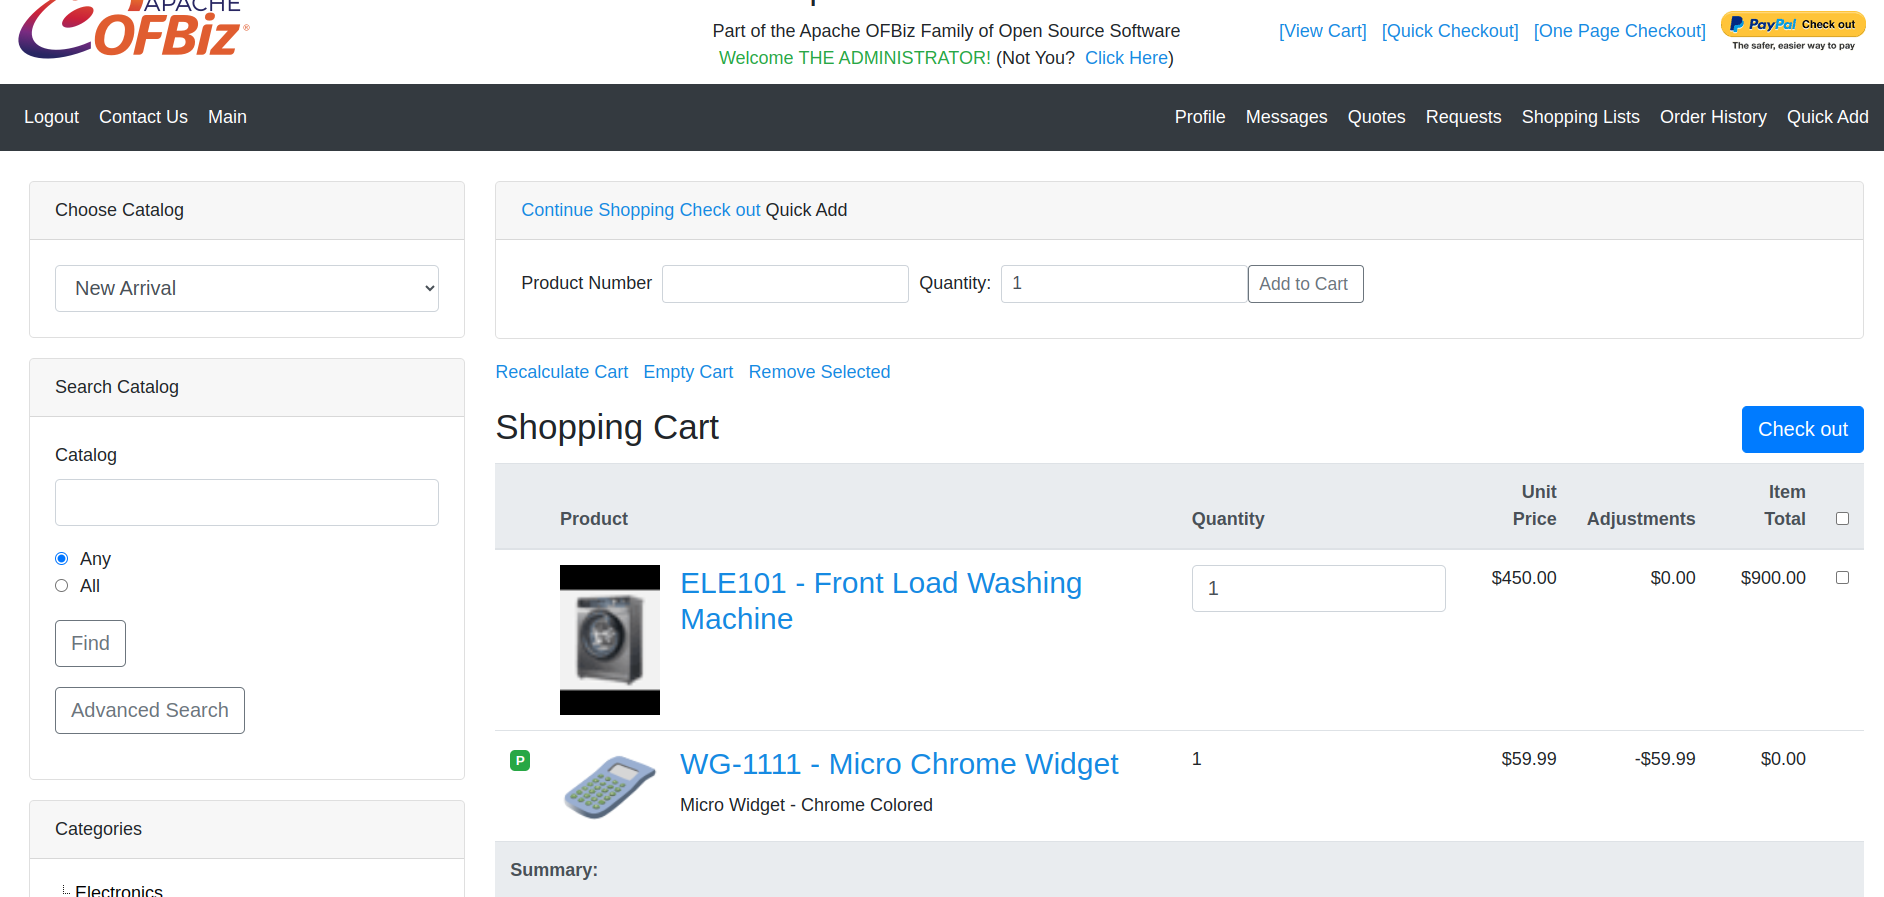 APACHE
OFBiz®
Part of the Apache OFBiz Family of Open Source Software
Welcome THE ADMINISTRATOR! (Not You? Click Here)
[View Cart] [Quick Checkout] [One Page Checkout]
PayPal Check out
The safer, easier way to pay
Logout Contact Us Main
Profile Messages Quotes Requests Shopping Lists Order History Quick Add
Choose Catalog
New Arrival
Search Catalog
Catalog
Any
All
Find
Advanced Search
Categories
Electronics
Continue Shopping Check out Quick Add
Product Number Quantity: 1 Add to Cart
Recalculate Cart Empty Cart Remove Selected
Shopping Cart
Check out
Product Quantity Unit Price Adjustments Item Total
ELE101 - Front Load Washing
Machine
1 $450.00 $0.00 $900.00
P
WG-1111 - Micro Chrome Widget
Micro Widget - Chrome Colored
1 $59.99 -$59.99 $0.00
Summary: